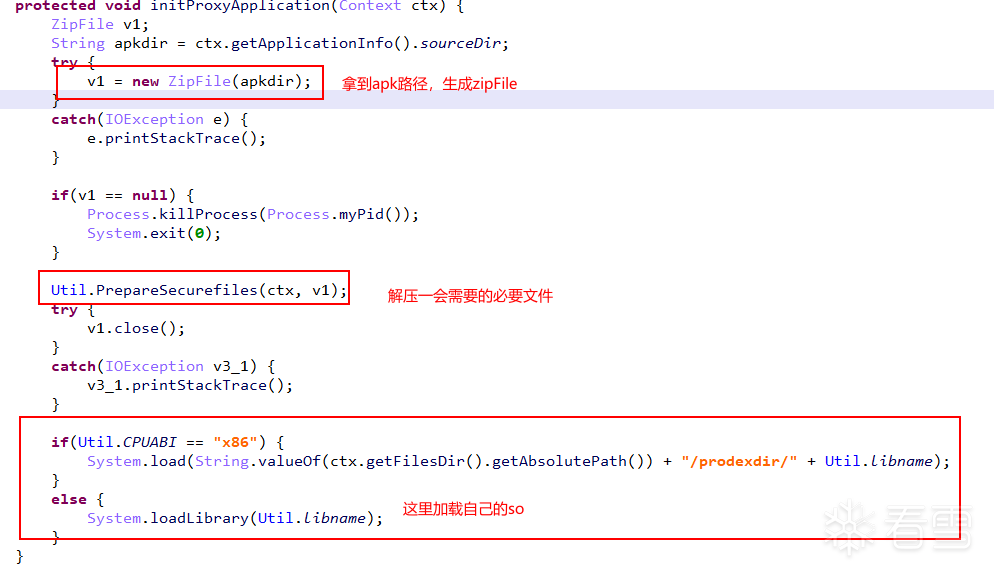 protected void initProxyApplication(Context ctx) {
ZipFile v1;
String apkdir = ctx.getApplicationInfo().sourceDir;
try {
v1 = new ZipFile(apkdir); 拿到apk路径，生成zipFile
}
catch(IOException e) {
e.printStackTrace();
}
if(v1 == null) {
Process.killProcess(Process.myPid());
System.exit(0);
}
Util.PrepareSecurefiles(ctx, v1); 解压一会需要的必要文件
try {
v1.close();
}
catch(IOException v3_1) {
v3_1.printStackTrace();
}
if(Util.CPUABI == "x86") {
System.load(String.valueOf(ctx.getFilesDir().getAbsolutePath()) + "/prodexdir/" + Util.libname);
}
else {
System.loadLibrary(Util.libname); 这里加载自己的so
}
}
看雪